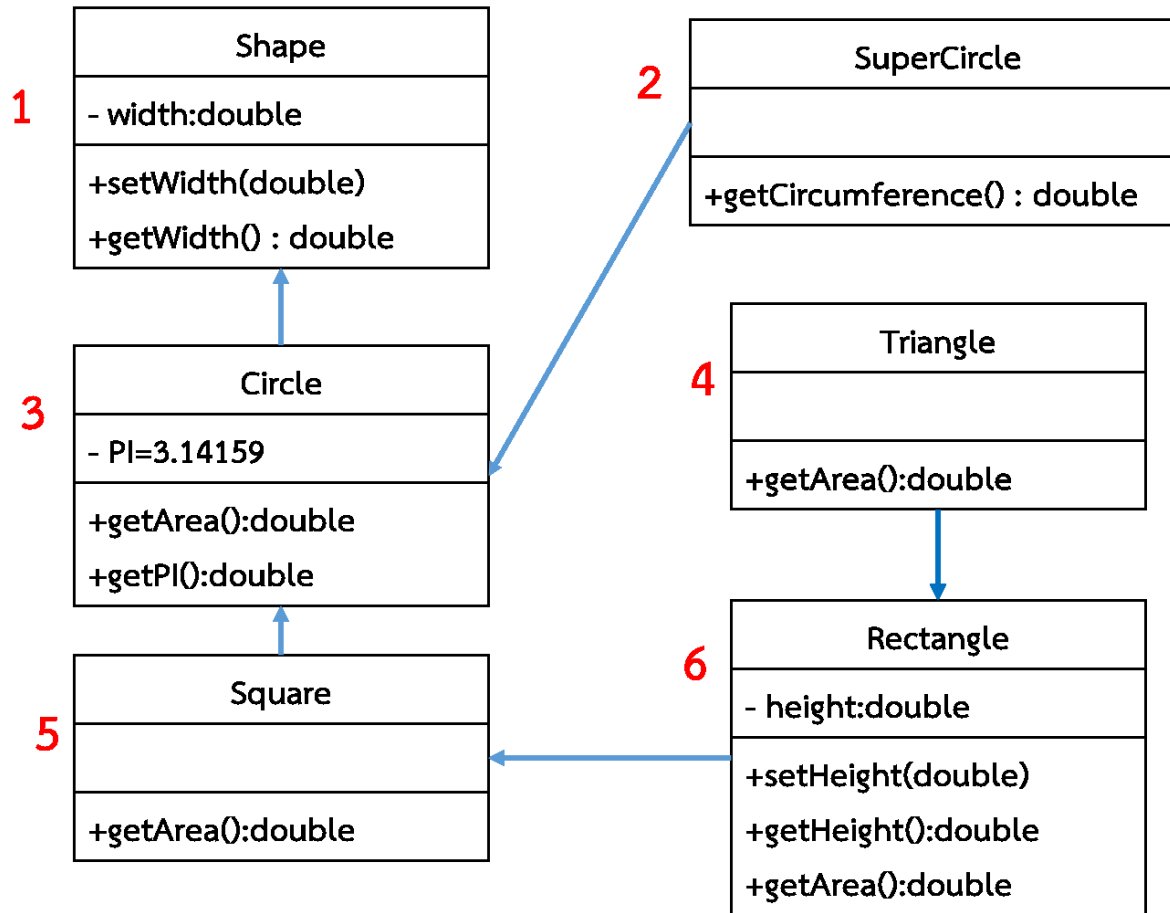 1
Shape
- width:double
+setWidth(double)
+getWidth() : double
2
SuperCircle
+getCircumference() : double
3
Circle
- PI=3.14159
+getArea():double
+getPI():double
4
Triangle
+getArea():double
5
Square
+getArea():double
6
Rectangle
- height:double
+setHeight(double)
+getHeight():double
+getArea():double